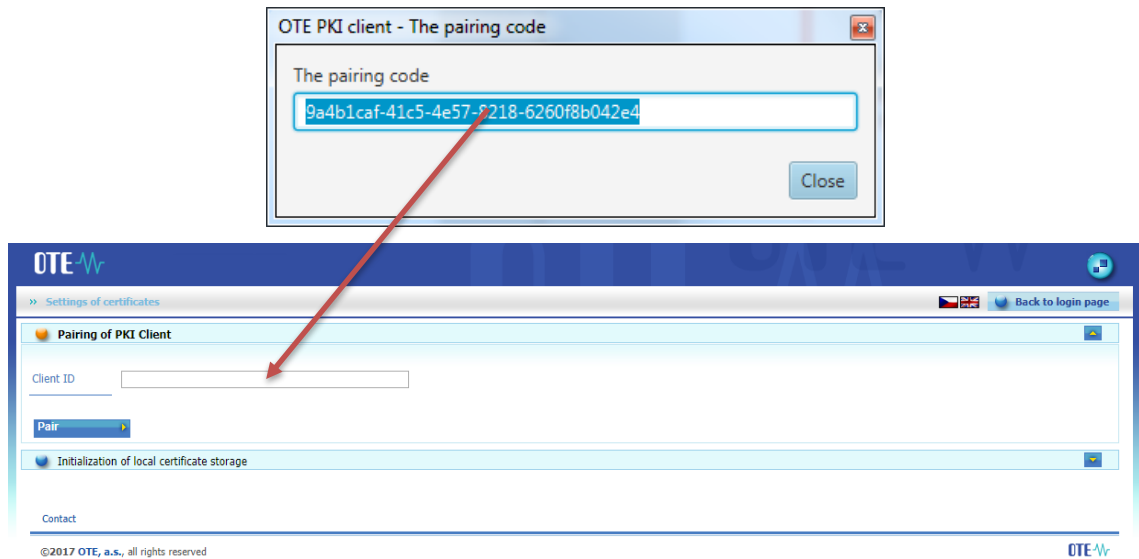 OTE PKI client - The pairing code
The pairing code
9a4b1caf-41c5-4e57-8218-6260f8b042e4
Close
OTE
» Settings of certificates
Back to login page
Pairing of PKI Client
Client ID
Pair
Initialization of local certificate storage
Contact
©2017 OTE, a.s., all rights reserved
OTE